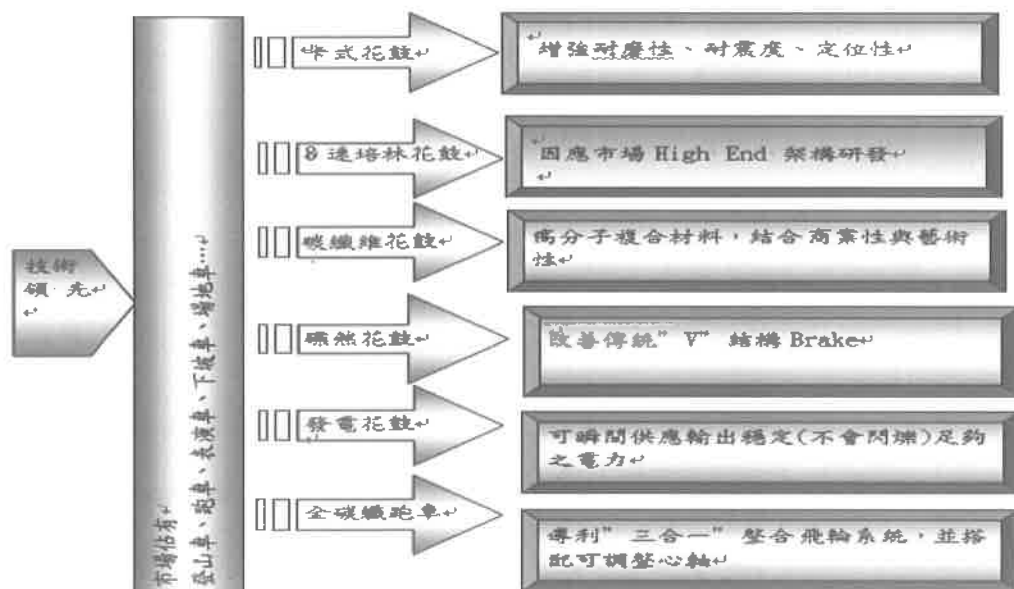 技術
領 先
市場佔有
登山車、跑車、表演車、下坡車、場地車…
卡式花鼓
增強耐磨性、耐震度、定位性
8 速培林花鼓
因應市場 High End 架構研發
碳纖維花鼓
高分子複合材料，結合商業性與藝術
性
碟煞花鼓
改善傳統”V”結構 Brake
發電花鼓
可瞬間供應輸出穩定(不會閃爍)足夠
之電力
全碳纖跑車
專利”三合一”整合飛輪系統，並搭
配可調整心軸